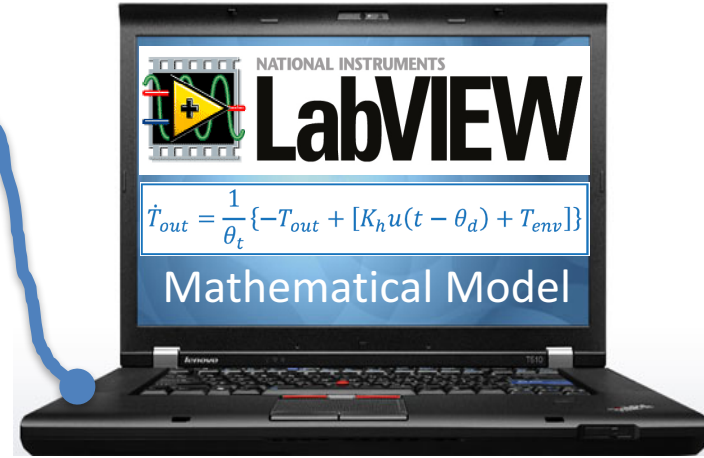 NATIONAL INSTRUMENTS
LabVIEW
Ṫ_out = 1/θ_t {-T_out + [K_h u(t − θ_d) + T_env]}
Mathematical Model
lenovo
T510